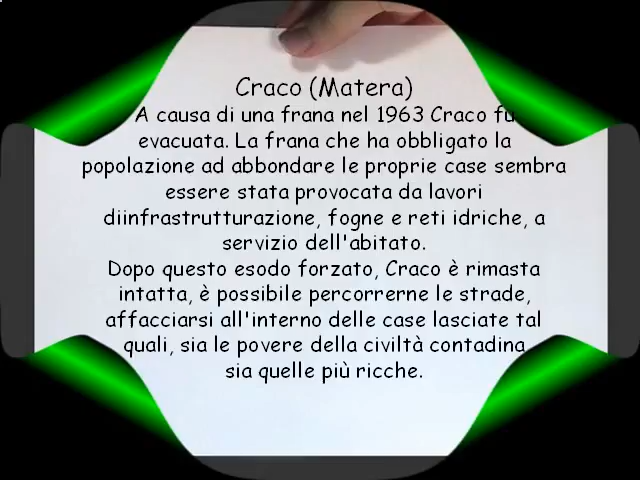 Craco (Matera)
A causa di una frana nel 1963 Craco fu
evacuata. La frana che ha obbligato la
popolazione ad abbondare le proprie case sembra
essere stata provocata da lavori
diinfrastrutturazione, fogne e reti idriche, a
servizio dell'abitato.
Dopo questo esodo forzato, Craco è rimasta
intatta, è possibile percorrerne le strade,
affacciarsi all'interno delle case lasciate tal
quali, sia le povere della civiltà contadina
sia quelle più ricche.